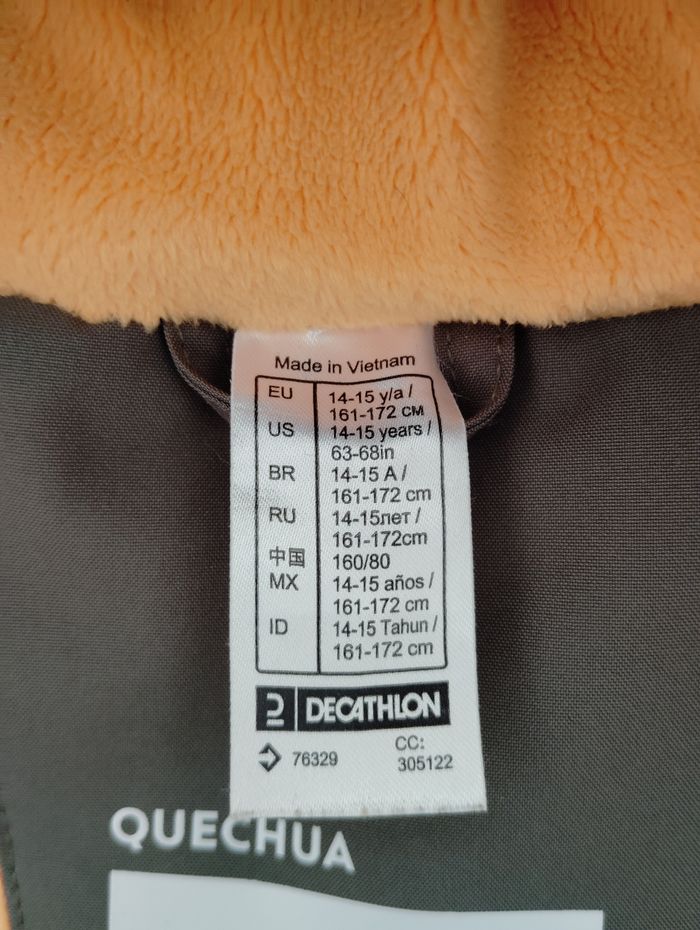 Made in Vietnam
EU 14-15 y/a /
161-172 см
US 14-15 years /
63-68in
BR 14-15 A /
161-172 cm
RU 14-15лет /
161-172cm
中国 160/80
MX 14-15 años /
161-172 cm
ID 14-15 Tahun /
161-172 cm
DECATHLON
76329 CC:
305122
QUECHUA